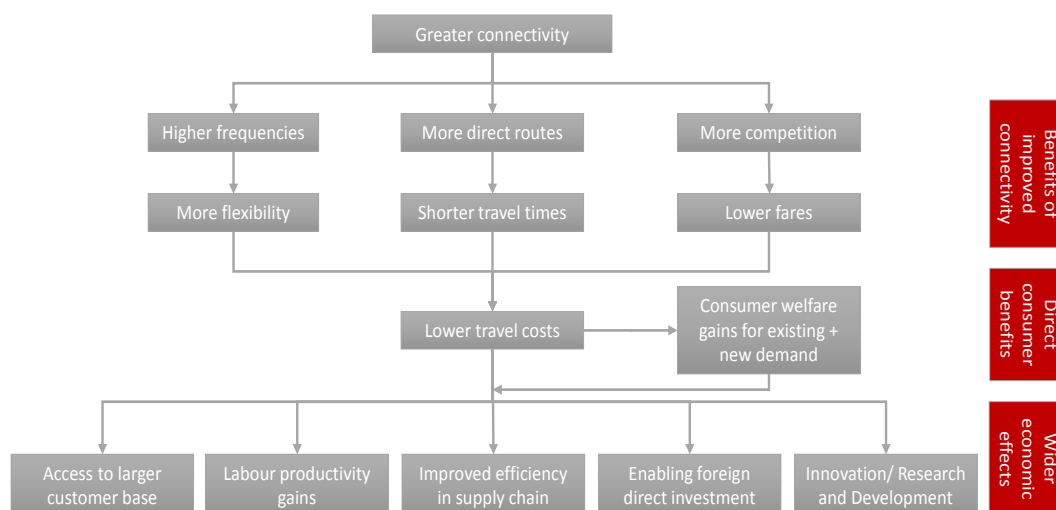 Greater connectivity
Higher frequencies
More direct routes
More competition
More flexibility
Shorter travel times
Lower fares
Benefits of
improved
connectivity
Lower travel costs
Consumer welfare
gains for existing +
new demand
Direct
consumer
benefits
Access to larger
customer base
Labour productivity
gains
Improved efficiency
in supply chain
Enabling foreign
direct investment
Innovation/ Research
and Development
Wider
economic
effects